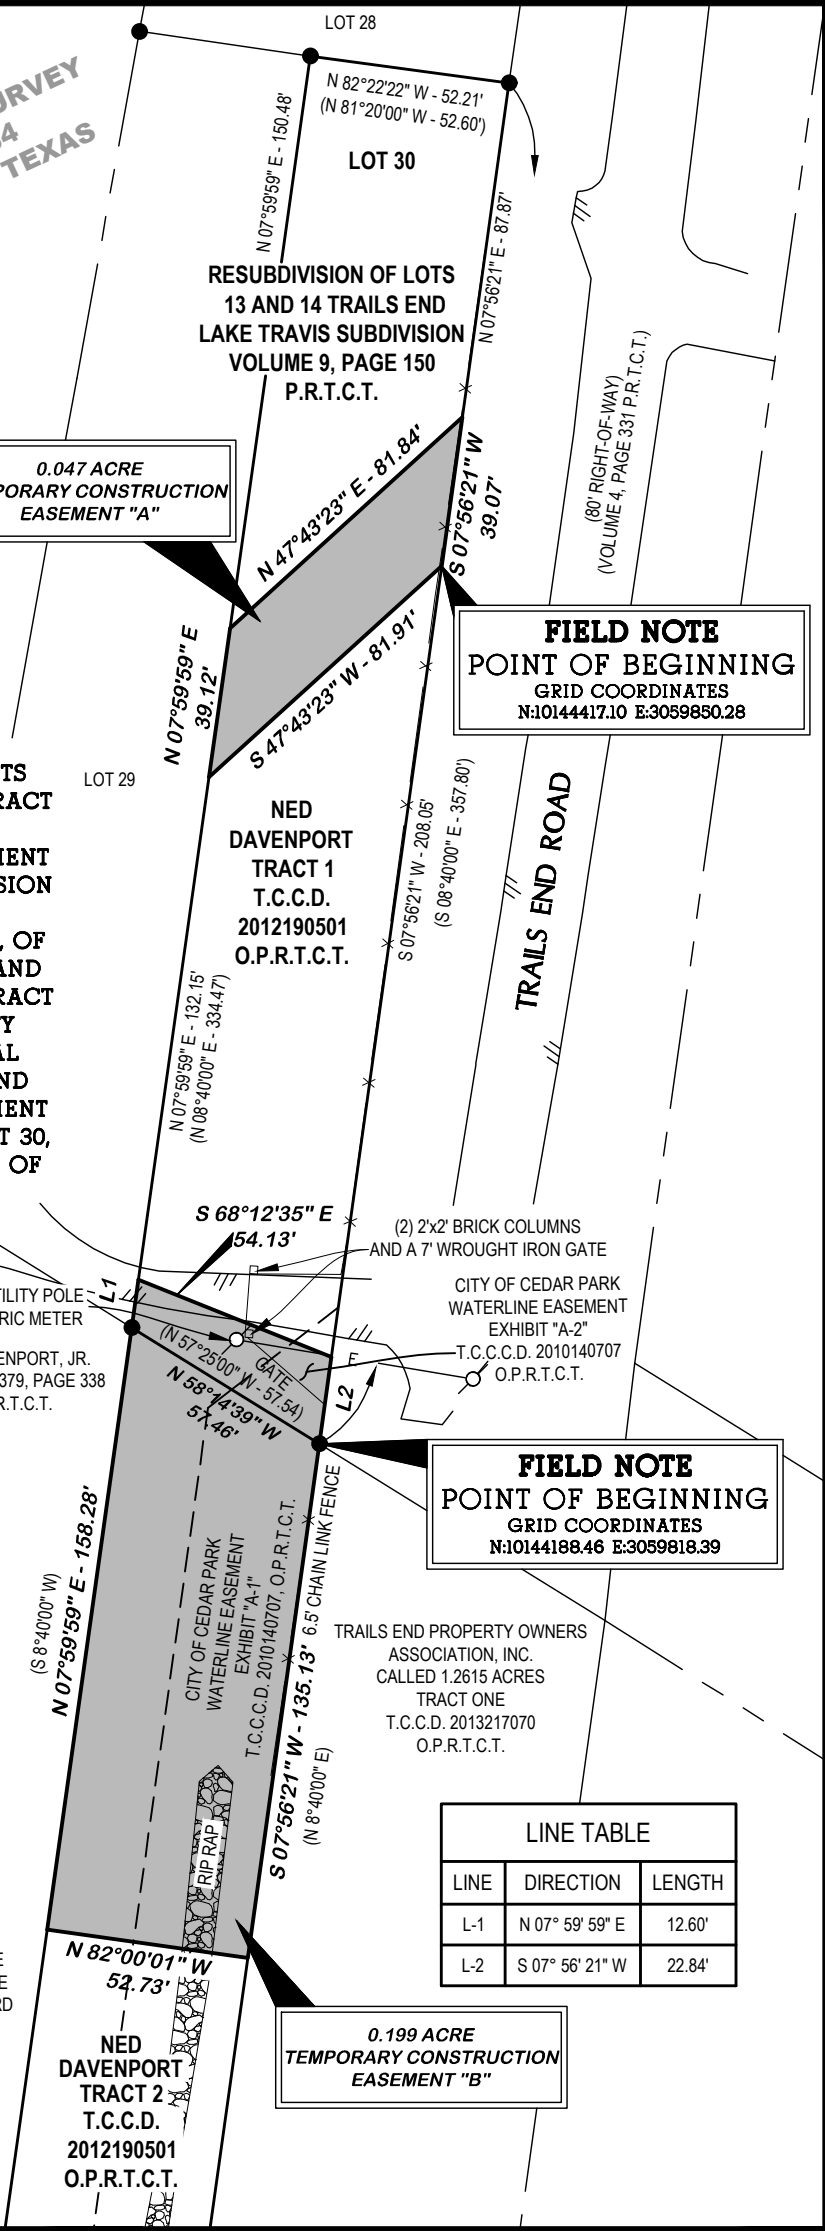 LOT 28
URVEY
4
TEXAS
N 82°22'22" W - 52.21'
(N 81°20'00" W - 52.60')
N 07°59'59" E - 150.48'
LOT 30
N 07°56'21" E - 87.87'
RESUBDIVISION OF LOTS
13 AND 14 TRAILS END
LAKE TRAVIS SUBDIVISION
VOLUME 9, PAGE 150
P.R.T.C.T.
(80' RIGHT-OF-WAY)
(VOLUME 4, PAGE 331 P.R.T.C.T.)
0.047 ACRE
PORARY CONSTRUCTION
EASEMENT "A"
N 47°43'23" E - 81.84'
S 07°56'21" W
39.07'
N 07°59'59" E
39.12'
S 47°43'23" W - 81.91'
FIELD NOTE
POINT OF BEGINNING
GRID COORDINATES
N:10144417.10 E:3059850.28
LOT 29
TS
RACT
MENT
SION
, OF
AND
RACT
Y
AL
ND
MENT
T 30,
OF
NED
DAVENPORT
TRACT 1
T.C.C.D.
2012190501
O.P.R.T.C.T.
S 07°56'21" W - 208.05'
(S 08°40'00" E - 357.80')
TRAILS END ROAD
N 07°59'59" E - 132.15'
(N 08°40'00" E - 334.47')
S 68°12'35" E
54.13'
(2) 2'x2' BRICK COLUMNS
AND A 7' WROUGHT IRON GATE
L1
TILITY POLE
RIC METER
CITY OF CEDAR PARK
WATERLINE EASEMENT
EXHIBIT "A-2"
T.C.C.C.D. 2010140707
O.P.R.T.C.T.
ENPORT, JR.
379, PAGE 338
R.T.C.T.
(N 57°25'00" W - 57.54)
GATE
E
L2
N 58°14'39" W
57.46'
FIELD NOTE
POINT OF BEGINNING
GRID COORDINATES
N:10144188.46 E:3059818.39
(S 8°40'00" W)
N 07°59'59" E - 158.28'
CITY OF CEDAR PARK
WATERLINE EASEMENT
EXHIBIT "A-1"
T.C.C.C.D. 2010140707, O.P.R.T.C.T.
6.5' CHAIN LINK FENCE
S 07°56'21" W - 135.13'
(N 8°40'00" E)
TRAILS END PROPERTY OWNERS
ASSOCIATION, INC.
CALLED 1.2615 ACRES
TRACT ONE
T.C.C.D. 2013217070
O.P.R.T.C.T.
RIP RAP
LINE TABLE
LINE DIRECTION LENGTH
L-1 N 07° 59' 59" E 12.60'
L-2 S 07° 56' 21" W 22.84'
N 82°00'01" W
52.73'
E
E
RD
0.199 ACRE
TEMPORARY CONSTRUCTION
EASEMENT "B"
NED
DAVENPORT
TRACT 2
T.C.C.D.
2012190501
O.P.R.T.C.T.